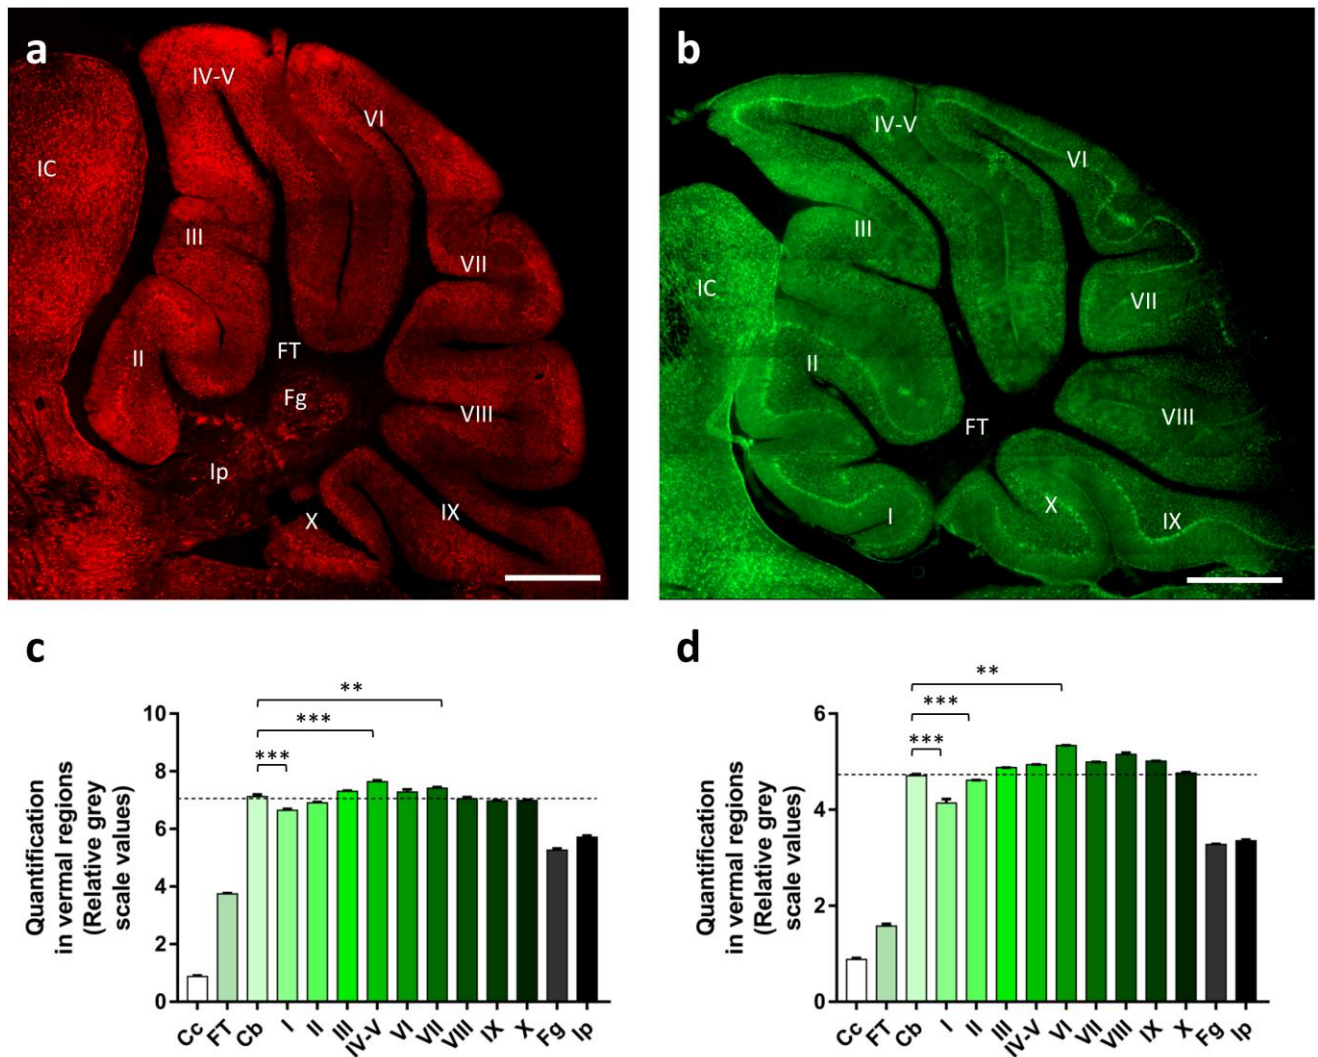 a
IV-V
VI
IC
III
VII
II
FT
Fg
VIII
Ip
X
IX
b
IV-V
VI
III
IC
VII
II
VIII
FT
X
IX
I
c
**
***
***
10
8
6
4
2
0
Quantification
in vermal regions
(Relative grey
scale values)
Cc FT Cb I II III IV-V VI VII VIII IX X Fg Ip
d
**
***
***
6
4
2
0
Quantification
in vermal regions
(Relative grey
scale values)
Cc FT Cb I II III IV-V VI VII VIII IX X Fg Ip